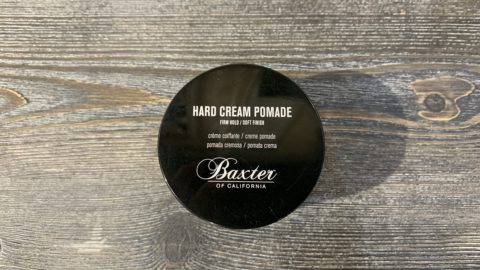 HARD CREAM POMADE
FIRM HOLD / SOFT FINISH
crème coiffante / creme pomade
pomada cremosa / pomata crema
Baxter
OF CALIFORNIA